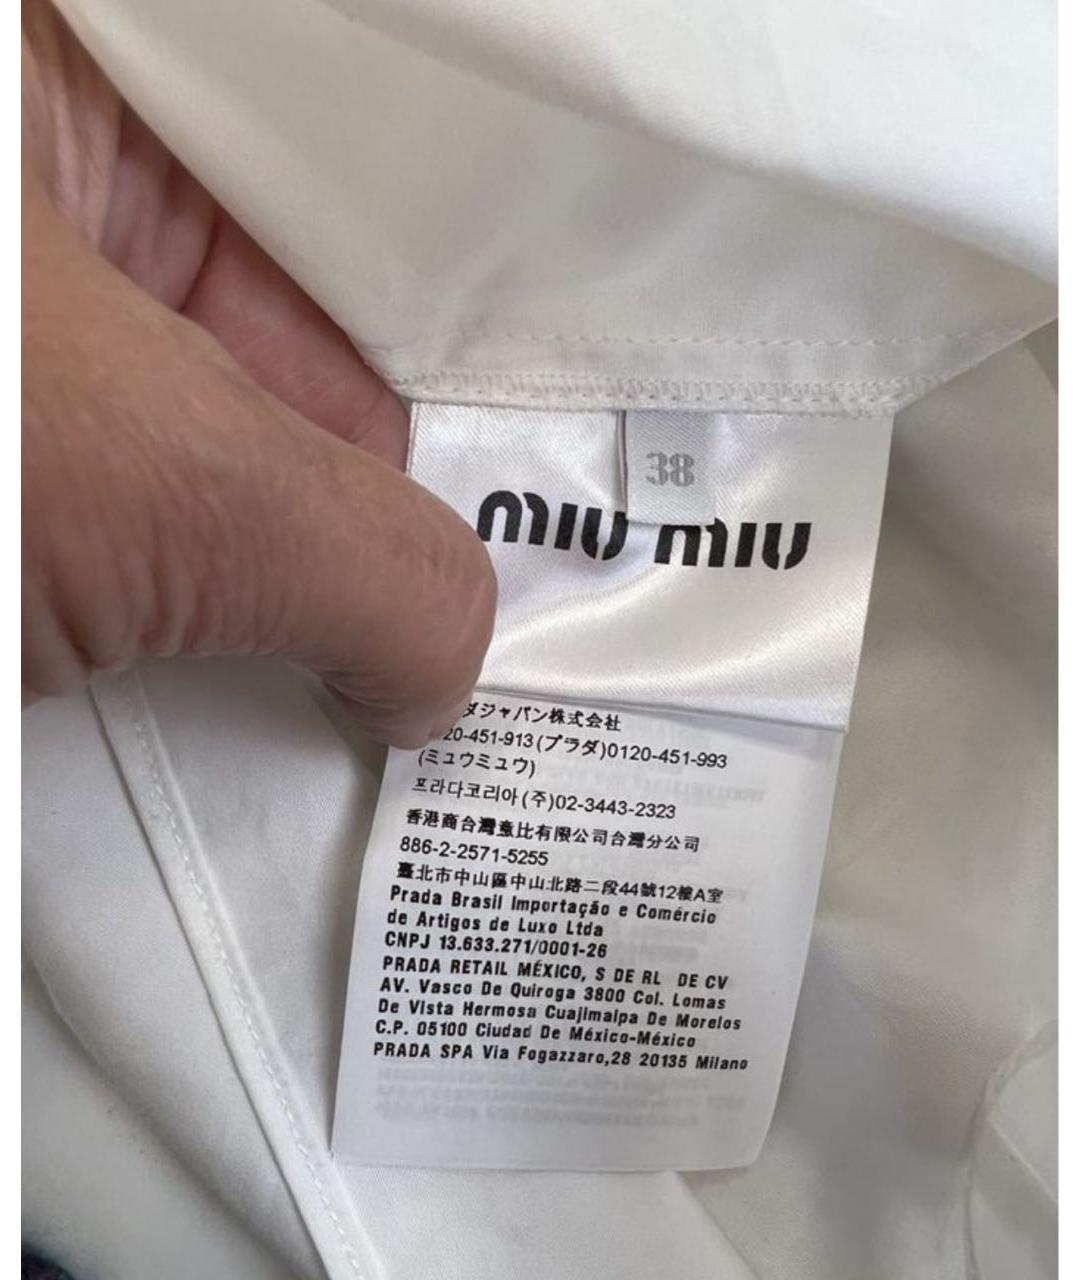 38
miu miu
ダジャパン株式会社
20-451-913(プラダ)0120-451-993
(ミュウミュウ)
프라다코리아(주)02-3443-2323
香港商台灣意比有限公司台灣分公司
886-2-2571-5255
臺北市中山區中山北路二段44號12樓A室
Prada Brasil Importação e Comércio
de Artigos de Luxo Ltda
CNPJ 13.633.271/0001-26
PRADA RETAIL MÉXICO, S DE RL DE CV
AV. Vasco De Quiroga 3800 Col. Lomas
De Vista Hermosa Cuajimalpa De Morelos
C.P. 05100 Ciudad De México-México
PRADA SPA Via Fogazzaro,28 20135 Milano